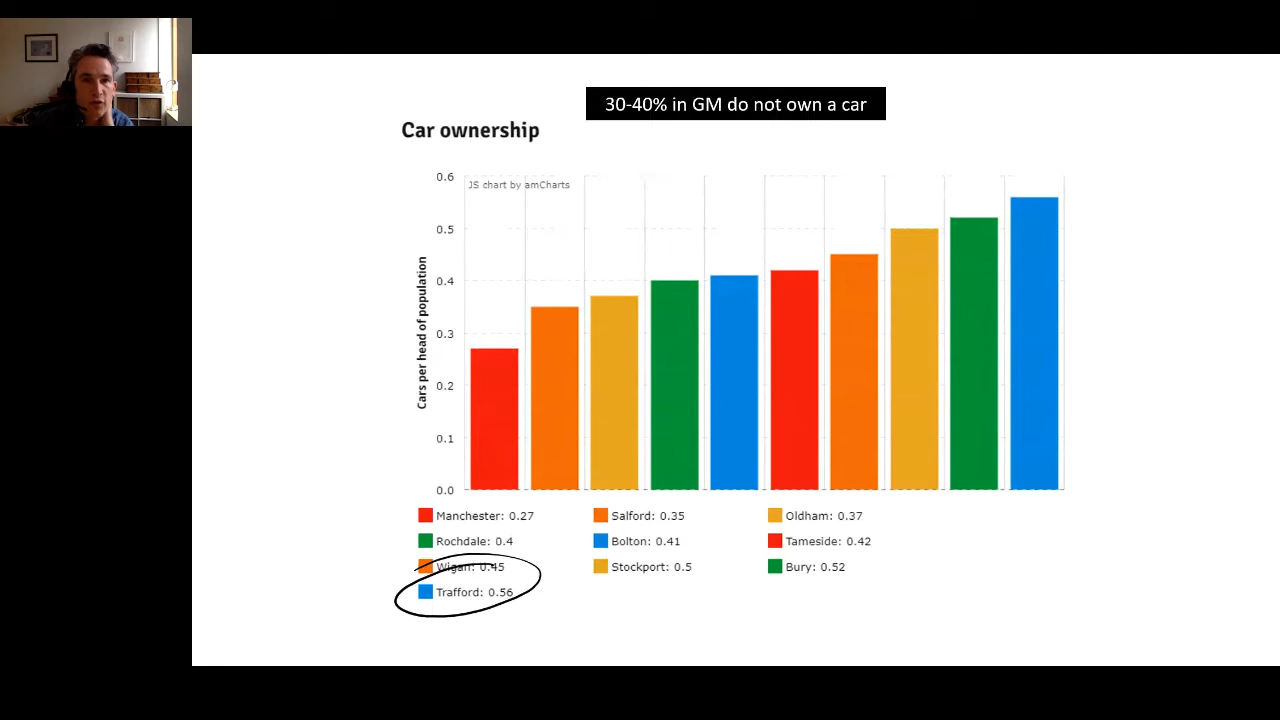 30-40% in GM do not own a car
Car ownership
JS chart by amCharts
Cars per head of population
0.6
0.5
0.4
0.3
0.2
0.1
0.0
Manchester: 0.27
Salford: 0.35
Oldham: 0.37
Rochdale: 0.4
Bolton: 0.41
Tameside: 0.42
Wigan: 0.45
Stockport: 0.5
Bury: 0.52
Trafford: 0.56